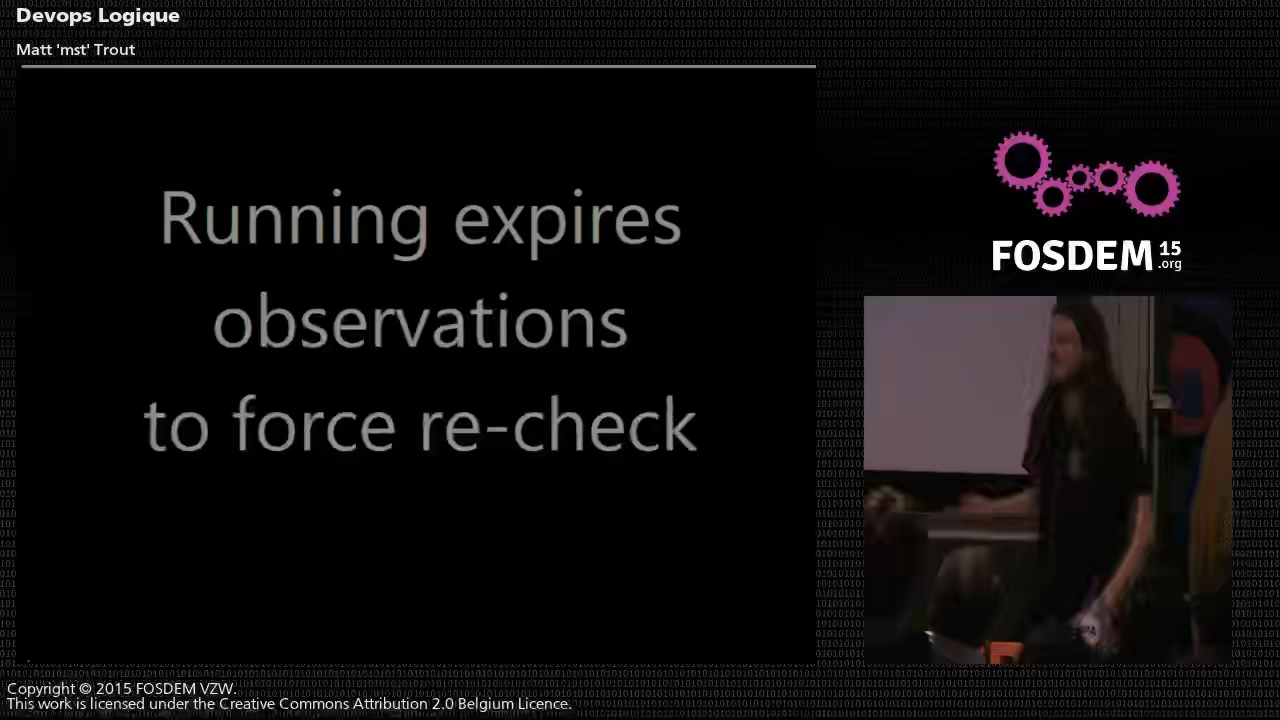 Devops Logique
Matt 'mst' Trout
Running expires
observations
to force re-check
FOSDEM 15
.org
Copyright © 2015 FOSDEM VZW.
This work is licensed under the Creative Commons Attribution 2.0 Belgium Licence.